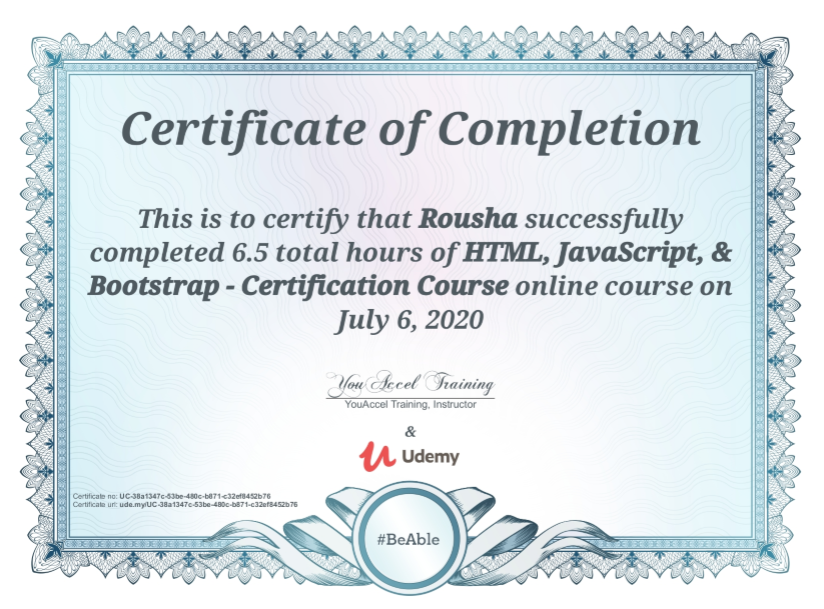 Certificate of Completion
This is to certify that Rousha successfully
completed 6.5 total hours of HTML, JavaScript, &
Bootstrap - Certification Course online course on
July 6, 2020
You Accel Training
YouAccel Training, Instructor
&
Udemy
Certificate no: UC-38a1347c-53be-480c-b871-c32ef8452b76
Certificate url: ude.my/UC-38a1347c-53be-480c-b871-c32ef8452b76
#BeAble